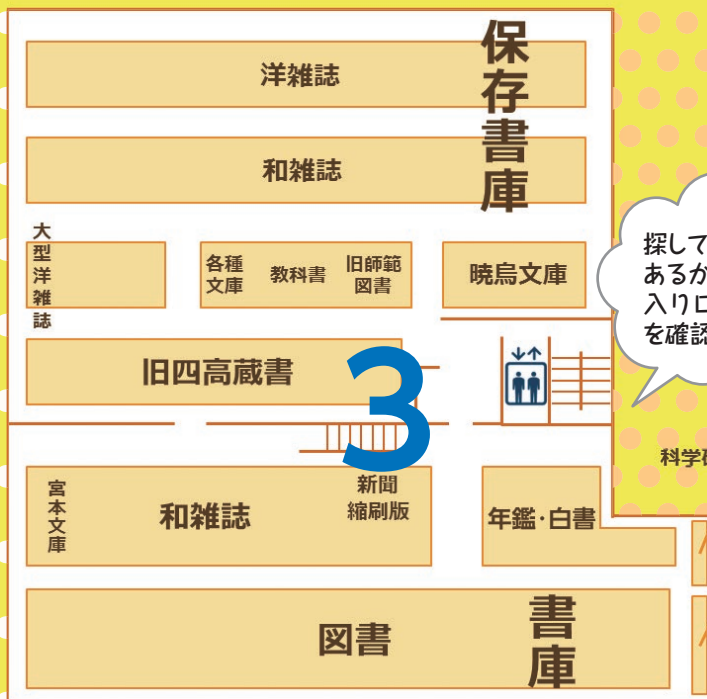 保存書庫
洋雑誌
和雑誌
大型洋雑誌
各種
文庫
教科書
旧師範
図書
暁烏文庫
探して
あるか
入り口
を確認
旧四高蔵書
3
科学
宮本文庫
和雑誌
新聞
縮刷版
年鑑・白書
図書
書庫